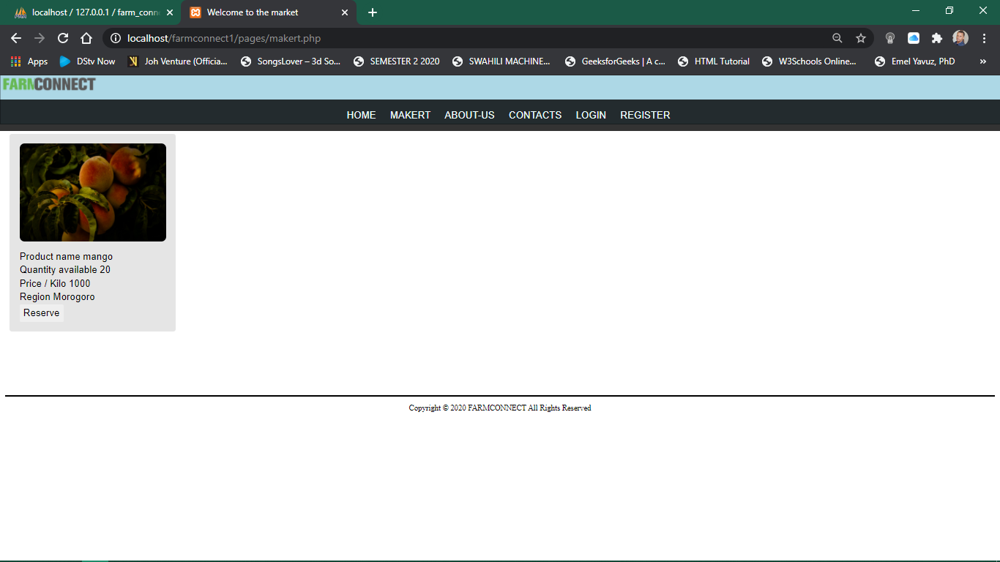 localhost / 127.0.0.1 / farm_conn
Welcome to the market
localhost/farmconnect1/pages/makert.php
Apps DStv Now Joh Venture (Officia... SongsLover – 3d So... SEMESTER 2 2020 SWAHILI MACHINE... GeeksforGeeks | A c... HTML Tutorial W3Schools Online... Emel Yavuz, PhD »
FARMCONNECT
HOME MAKERT ABOUT-US CONTACTS LOGIN REGISTER
Product name mango
Quantity available 20
Price / Kilo 1000
Region Morogoro
Reserve
Copyright © 2020 FARMCONNECT All Rights Reserved